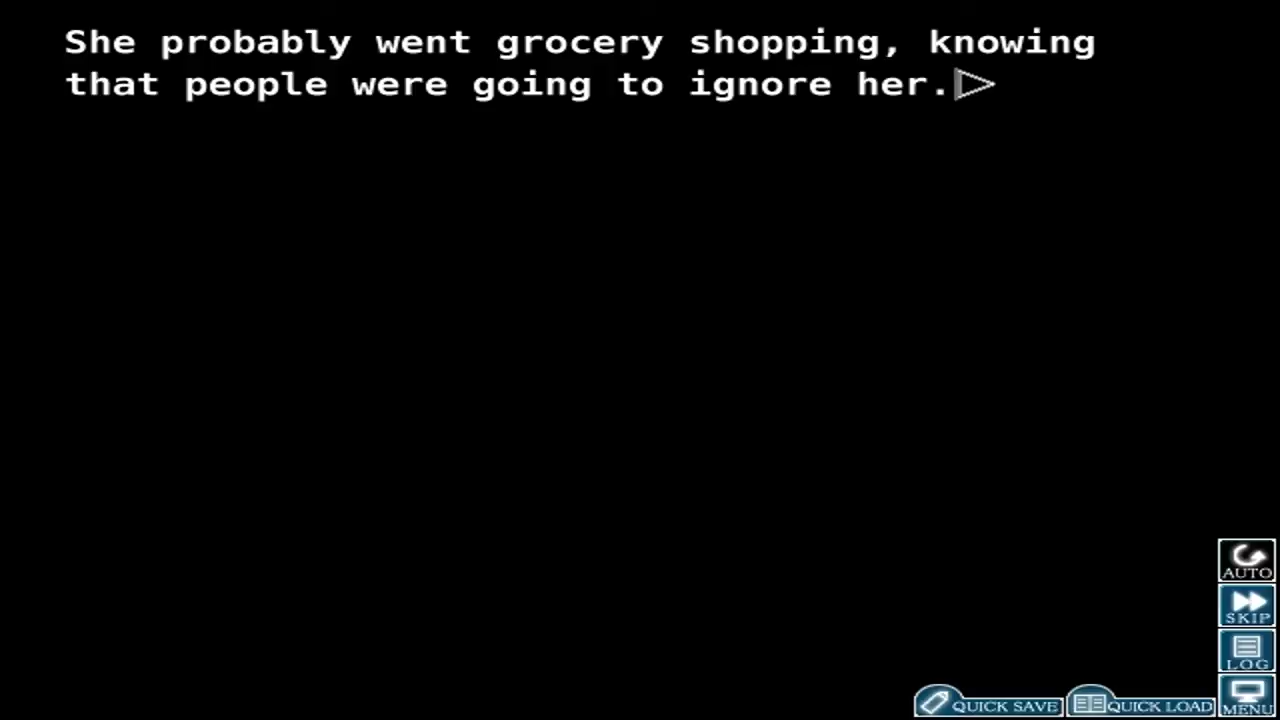 She probably went grocery shopping, knowing
that people were going to ignore her.
AUTO
SKIP
LOG
QUICK SAVE
QUICK LOAD
MENU